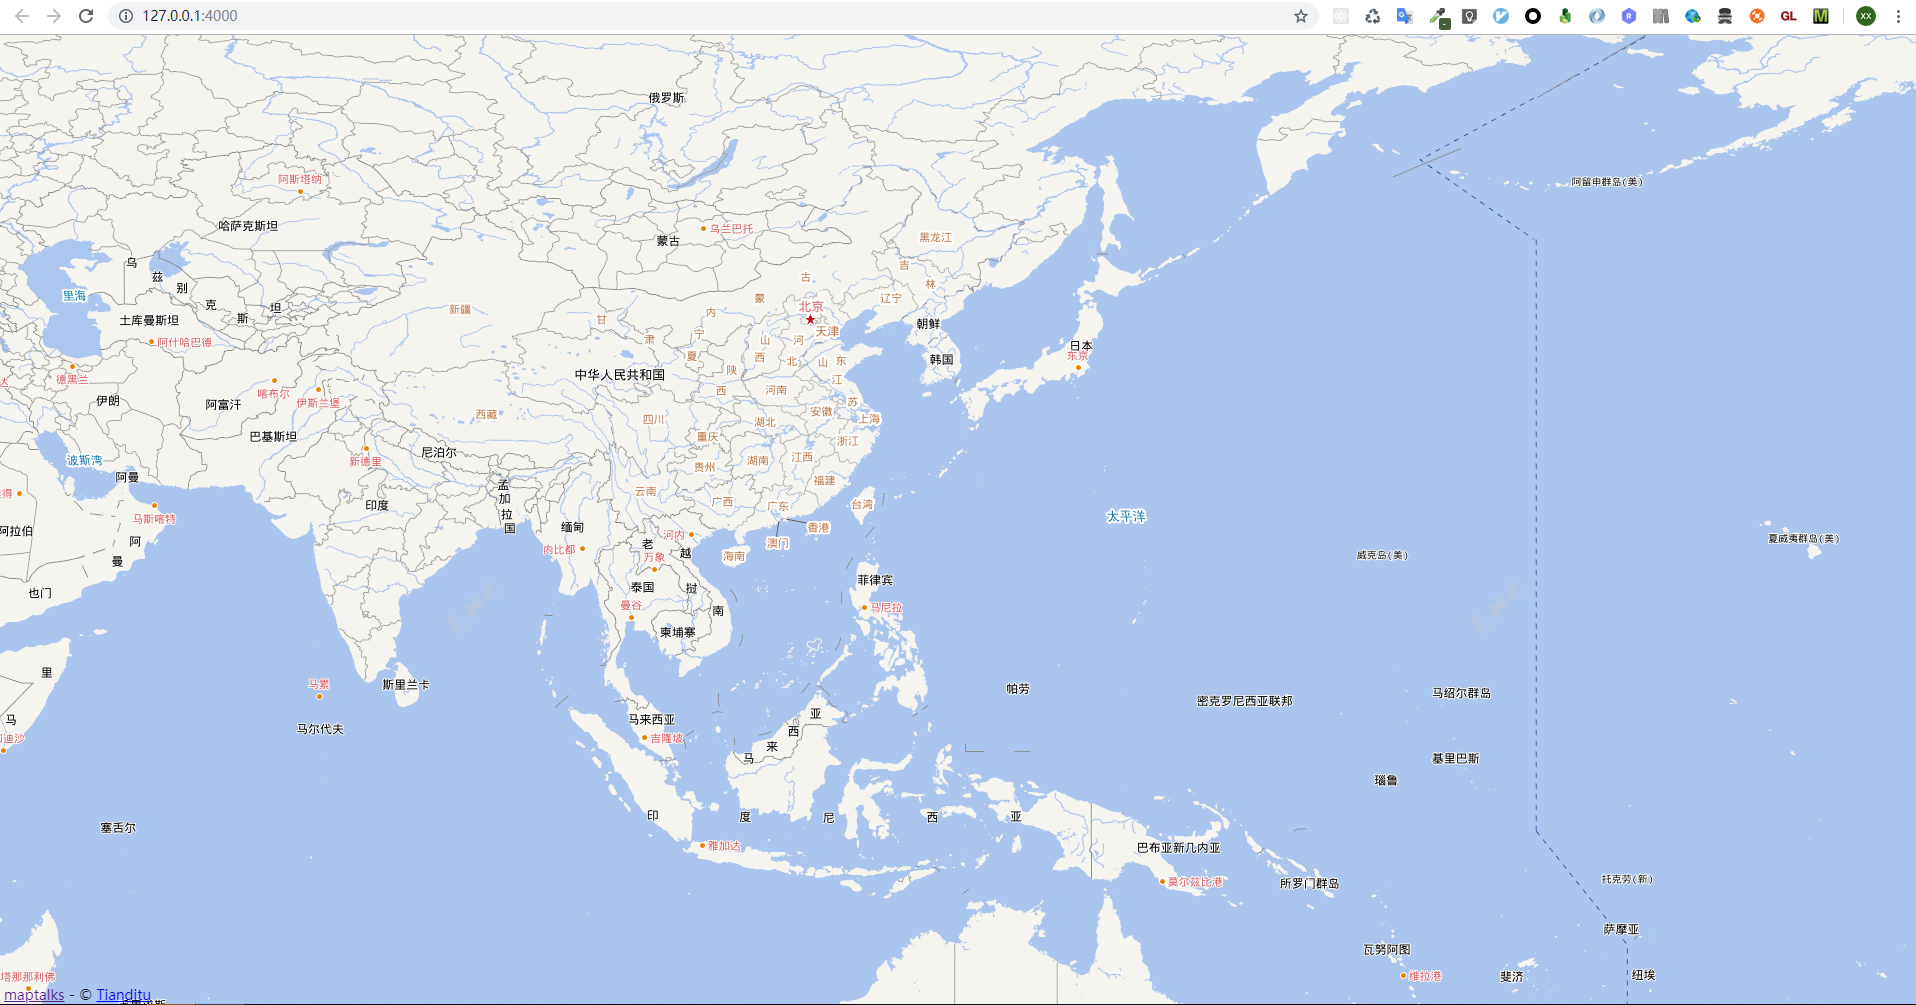 127.0.0.1:4000
GL
M
XX
俄罗斯
阿斯塔纳
阿留申群岛(美)
哈萨克斯坦
乌兰巴托
蒙古
黑龙江
乌
兹
别
克
斯
坦
吉
林
古
蒙
内
辽宁
里海
北京
新疆
土库曼斯坦
甘
肃
宁
夏
山
西
河
北
天津
朝鲜
阿什哈巴德
日本
东京
韩国
山
东
德黑兰
达
中华人民共和国
陕
西
河南
江
苏
喀布尔
伊斯兰堡
伊朗
阿富汗
西藏
四川
湖北
安徽
上海
巴基斯坦
重庆
浙江
尼泊尔
波斯湾
新德里
贵州
湖南
江西
阿曼
福建
得
孟
加
拉
国
云南
广西
广东
台湾
印度
马斯喀特
太平洋
阿拉伯
缅甸
香港
河内
澳门
夏威夷群岛(美)
阿
曼
内比都
老
挝
万象
越
南
海南
威克岛(美)
泰国
菲律宾
也门
曼谷
马尼拉
柬埔寨
里
马累
斯里兰卡
帕劳
密克罗尼西亚联邦
马绍尔群岛
马
马来西亚
亚
西
来
马
马尔代夫
加迪沙
吉隆坡
基里巴斯
瑙鲁
印
度
尼
西
亚
塞舌尔
雅加达
巴布亚新几内亚
莫尔兹比港
所罗门群岛
托克劳(新)
萨摩亚
瓦努阿图
塔那那利佛
维拉港
斐济
纽埃
maptalks - © Tianditu